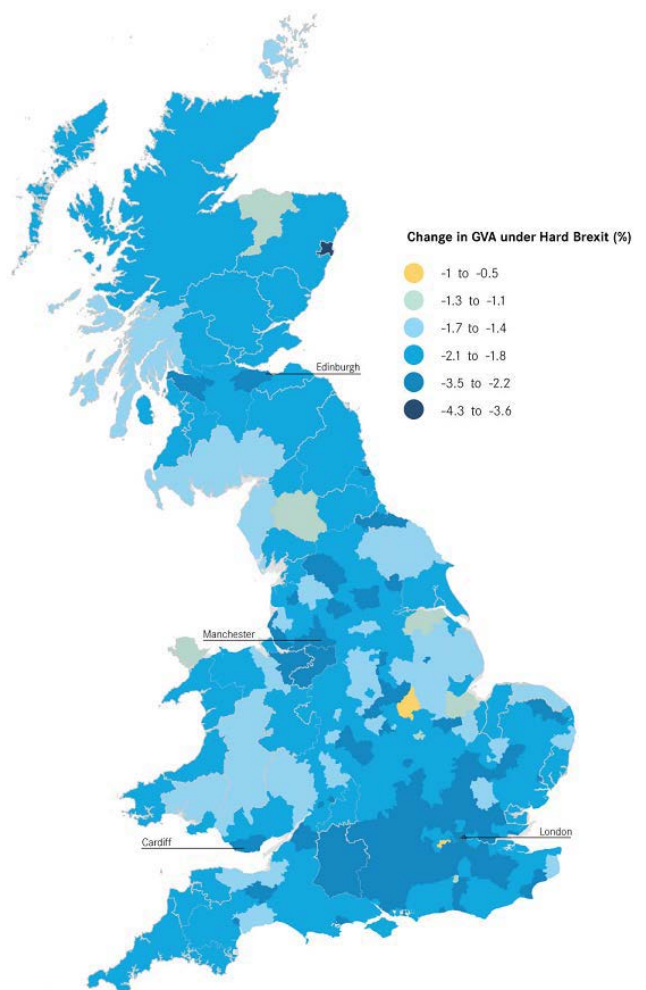 Change in GVA under Hard Brexit (%)
-1 to -0.5
-1.3 to -1.1
-1.7 to -1.4
-2.1 to -1.8
-3.5 to -2.2
-4.3 to -3.6
Edinburgh
Manchester
London
Cardiff